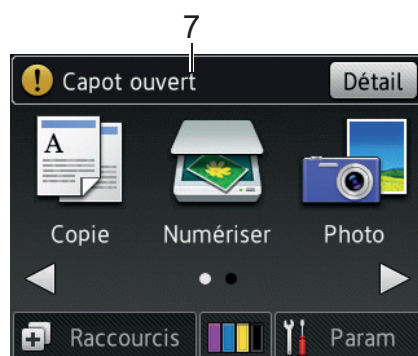 7
Capot ouvert Détail
A
Copie Numériser Photo
Raccourcis Param